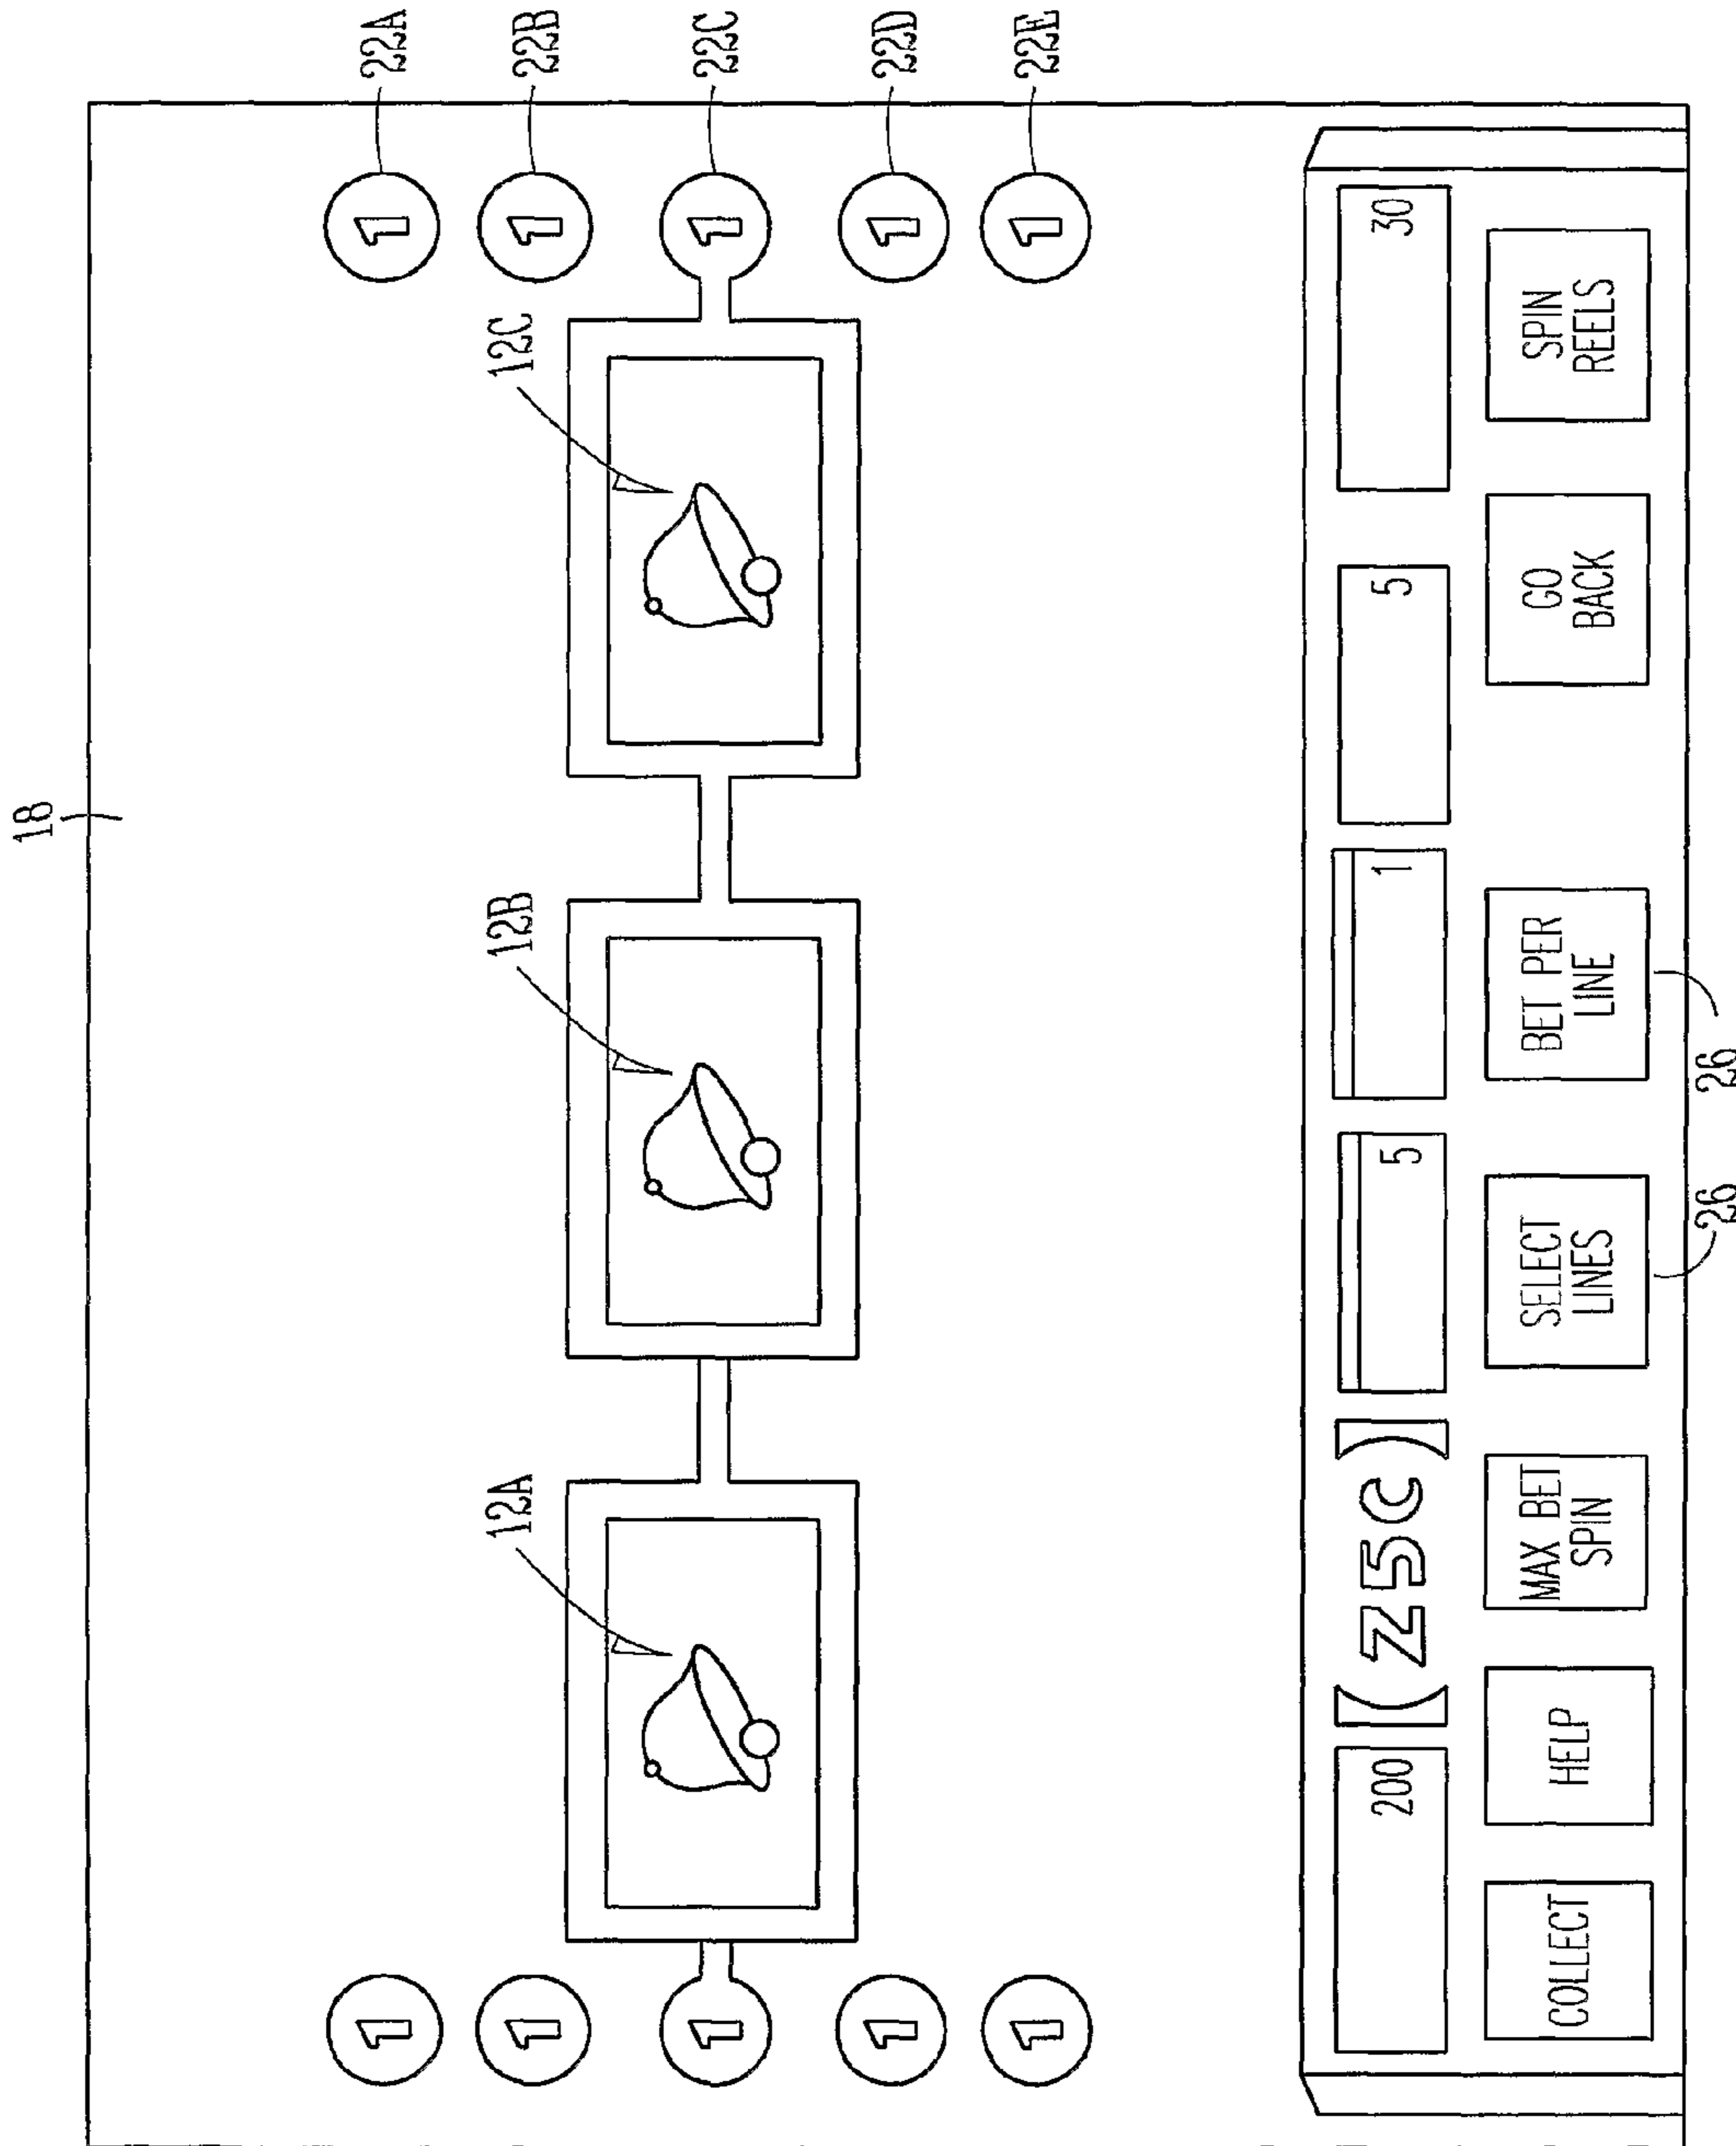 18
1 1 22A
12A 12B 12C
1 1 22B
1 1 22C
1 1 22D
1 1 22E
200 (Z5C) 5 1 5 30
COLLECT
HELP
MAX BET
SPIN
SELECT
LINES
BET PER
LINE
GO
BACK
SPIN
REELS
26 26